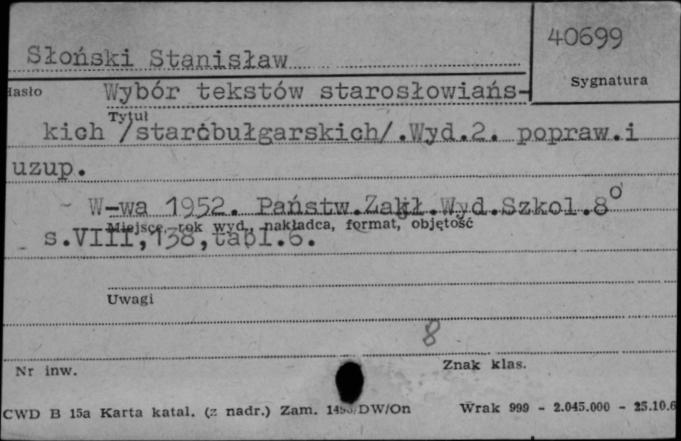 40699
Słoński Stanisław
Sygnatura
Hasło Wybór tekstów starosłowiańs-
Tytuł
kich /starobułgarskich/.Wyd.2. popraw.i
uzup.
- W-wa 1952. Państw.Zakł.Wyd.Szkol.8°
Miejsce, rok wyd., nakładca, format, objętość
s.VIII,138,tabl.6.
Uwagi
8
Nr inw.
Znak klas.
CWD B 15a Karta katal. (z nadr.) Zam. DW/On Wrak 999 - 2.045.000 - 25.10.6